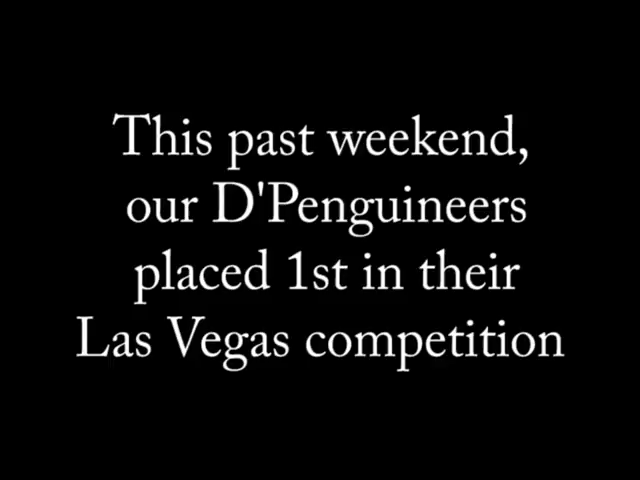 This past weekend,
our D'Penguineers
placed 1st in their
Las Vegas competition